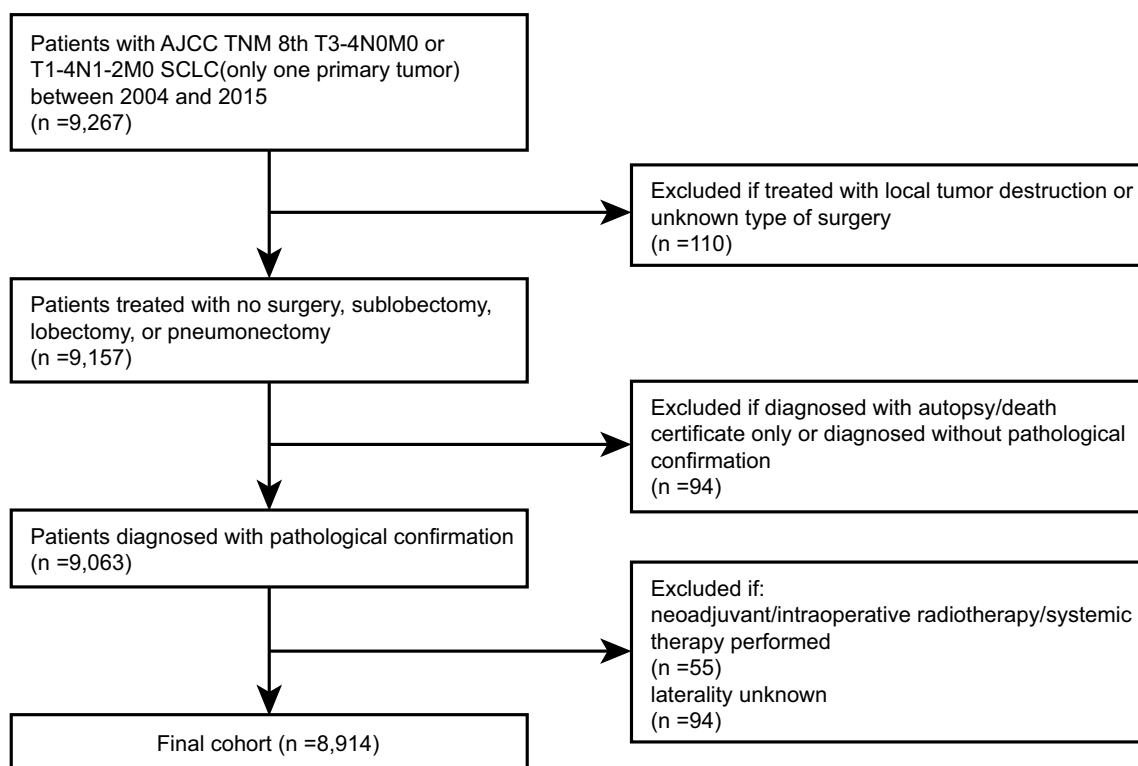 Patients with AJCC TNM 8th T3-4N0M0 or
T1-4N1-2M0 SCLC(only one primary tumor)
between 2004 and 2015
(n =9,267)
Excluded if treated with local tumor destruction or
unknown type of surgery
(n =110)
Patients treated with no surgery, sublobectomy,
lobectomy, or pneumonectomy
(n =9,157)
Excluded if diagnosed with autopsy/death
certificate only or diagnosed without pathological
confirmation
(n =94)
Patients diagnosed with pathological confirmation
(n =9,063)
Excluded if:
neoadjuvant/intraoperative radiotherapy/systemic
therapy performed
(n =55)
laterality unknown
(n =94)
Final cohort (n =8,914)